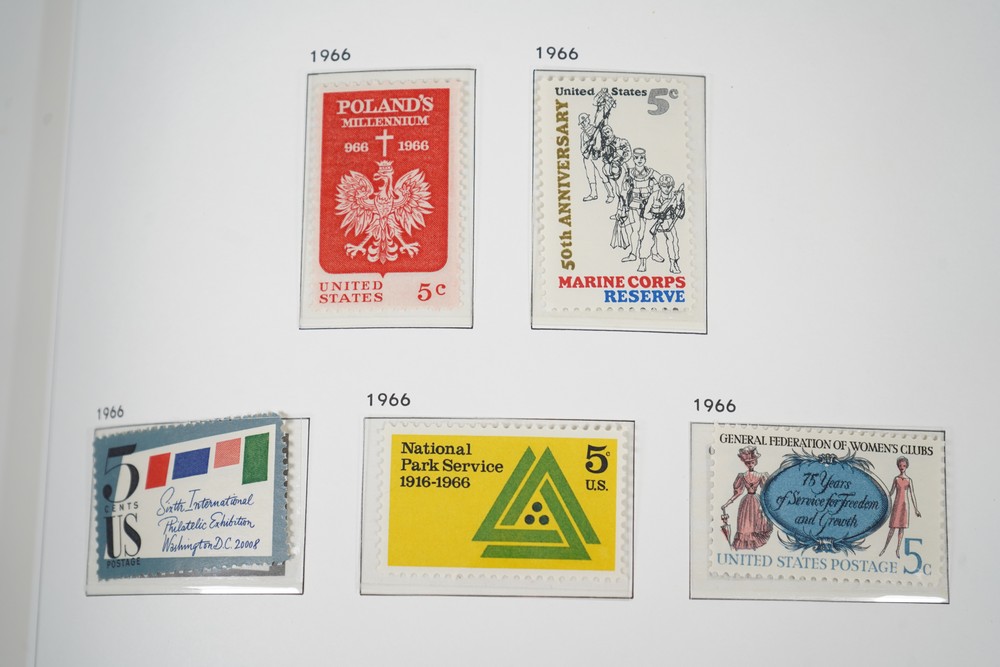 1966
POLAND'S
MILLENNIUM
966 1966
UNITED
STATES 5c
1966
United States 5c
50th ANNIVERSARY
MARINE CORPS
RESERVE
1966
5
CENTS
US
POSTAGE
Sixth International
Philatelic Exhibition
Washington D.C. 20008
1966
National
Park Service
1916-1966
5c
U.S.
1966
GENERAL FEDERATION OF WOMEN'S CLUBS
75 Years
of Service for Freedom
and Growth
UNITED STATES POSTAGE 5c